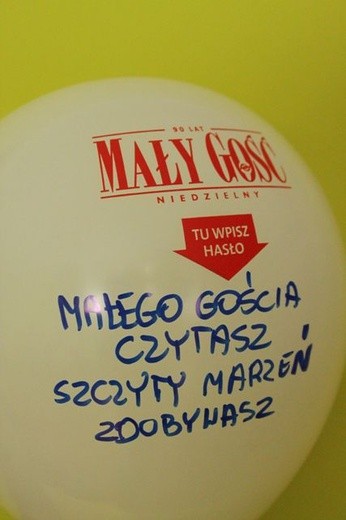 90 LAT
MAŁY GOŚĆ
NIEDZIELNY
TU WPISZ
HASŁO
MAŁEGO GOŚCIA
CZYTASZ
SZCZYTY MARZEŃ
ZDOBYWASZ